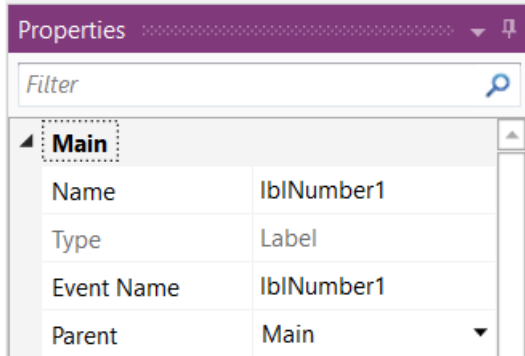 Properties
Filter
Main
Name lblNumber1
Type Label
Event Name lblNumber1
Parent Main